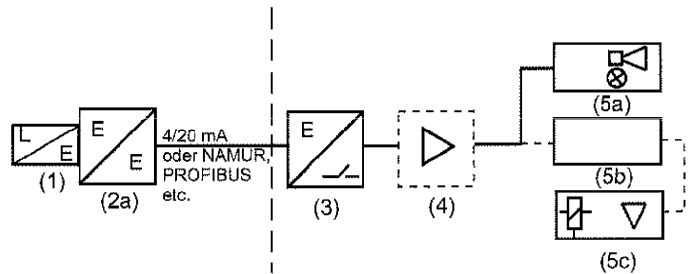 L
E
(1)
E
E
(2a)
4/20 mA
oder NAMUR,
PROFIBUS
etc.
E
(3)
(4)
(5a)
(5b)
(5c)